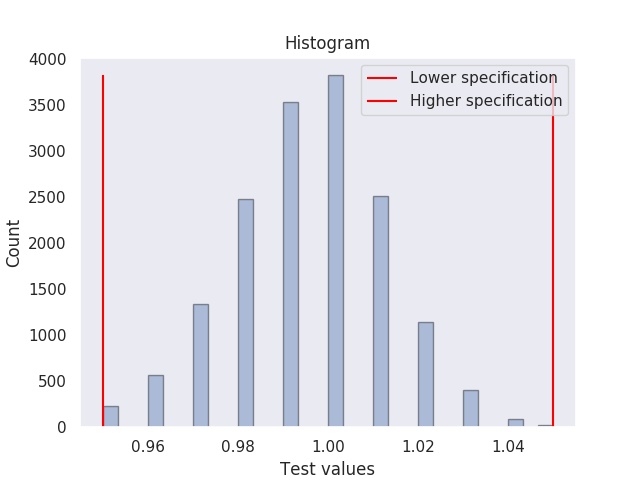 Histogram
Lower specification
Higher specification
4000
3500
3000
2500
2000
1500
1000
500
0
Count
0.96 0.98 1.00 1.02 1.04
Test values